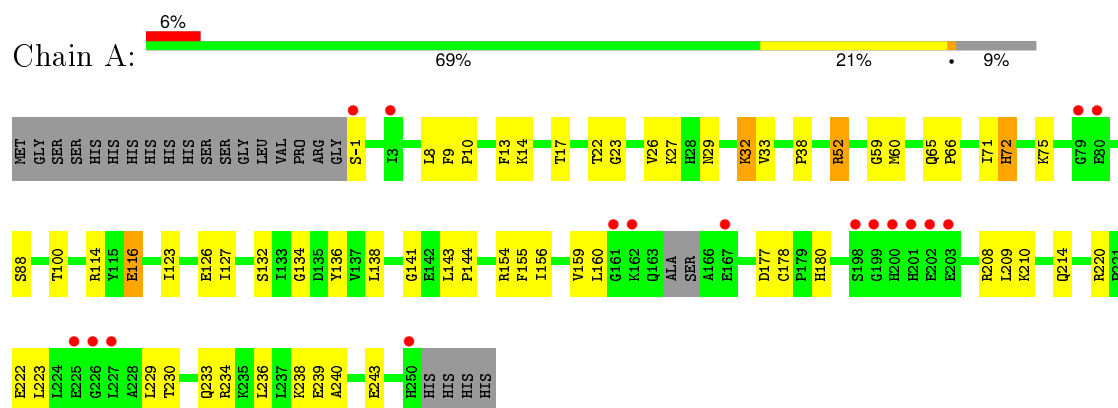 6%
Chain A:
69% 21% • 9%
MET GLY SER SER HIS HIS HIS HIS HIS HIS SER SER GLY LEU VAL PRO ARG GLY S-1 I3 L8 F9 P10 F13 K14 T17 T22 G23 V26 K27 H28 N29 K32 V33 P38 R52 G59 M60 Q65 P66 I71 H72 K75 G79 E80
S88 T100 R114 Y115 E116 I123 E126 I127 S132 I133 G134 D135 Y136 V137 L138 G141 E142 L143 P144 R154 F155 I156 V159 L160 G161 K162 Q163 ALA SER A166 E167 D177 C178 P179 H180 S198 G199 H200 H201 E202 E203 R208 L209 K210 Q214 R220
E222 L223 L224 E225 G226 L227 A228 L229 T230 Q233 R234 K235 L236 L237 K238 E239 A240 E243 H250 HIS HIS HIS HIS